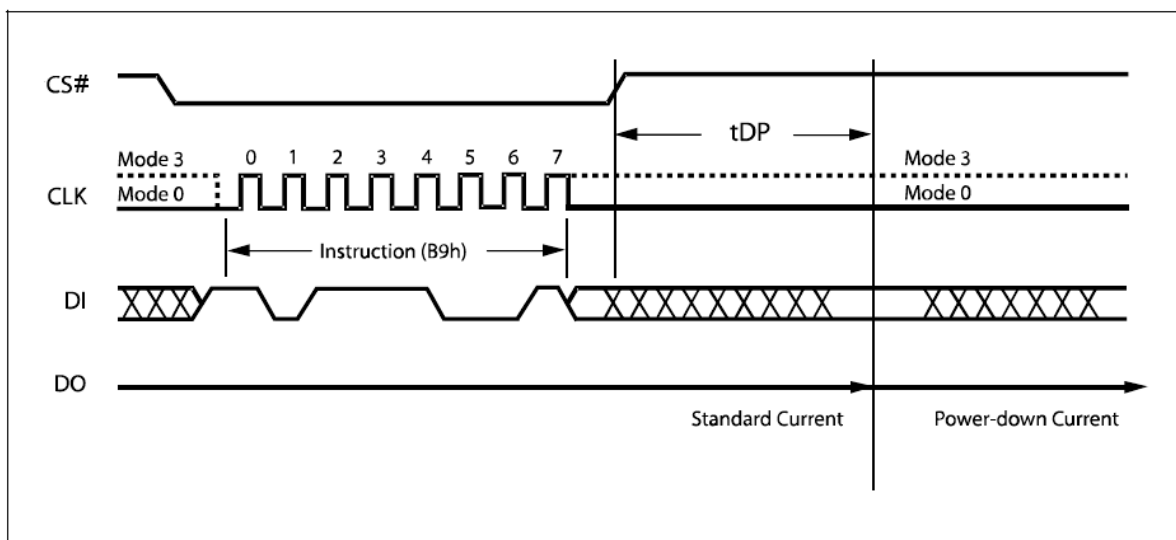 CS#
tDP
Mode 3
0 1 2 3 4 5 6 7
Mode 3
CLK
Mode 0
Mode 0
Instruction (B9h)
DI
DO
Standard Current
Power-down Current